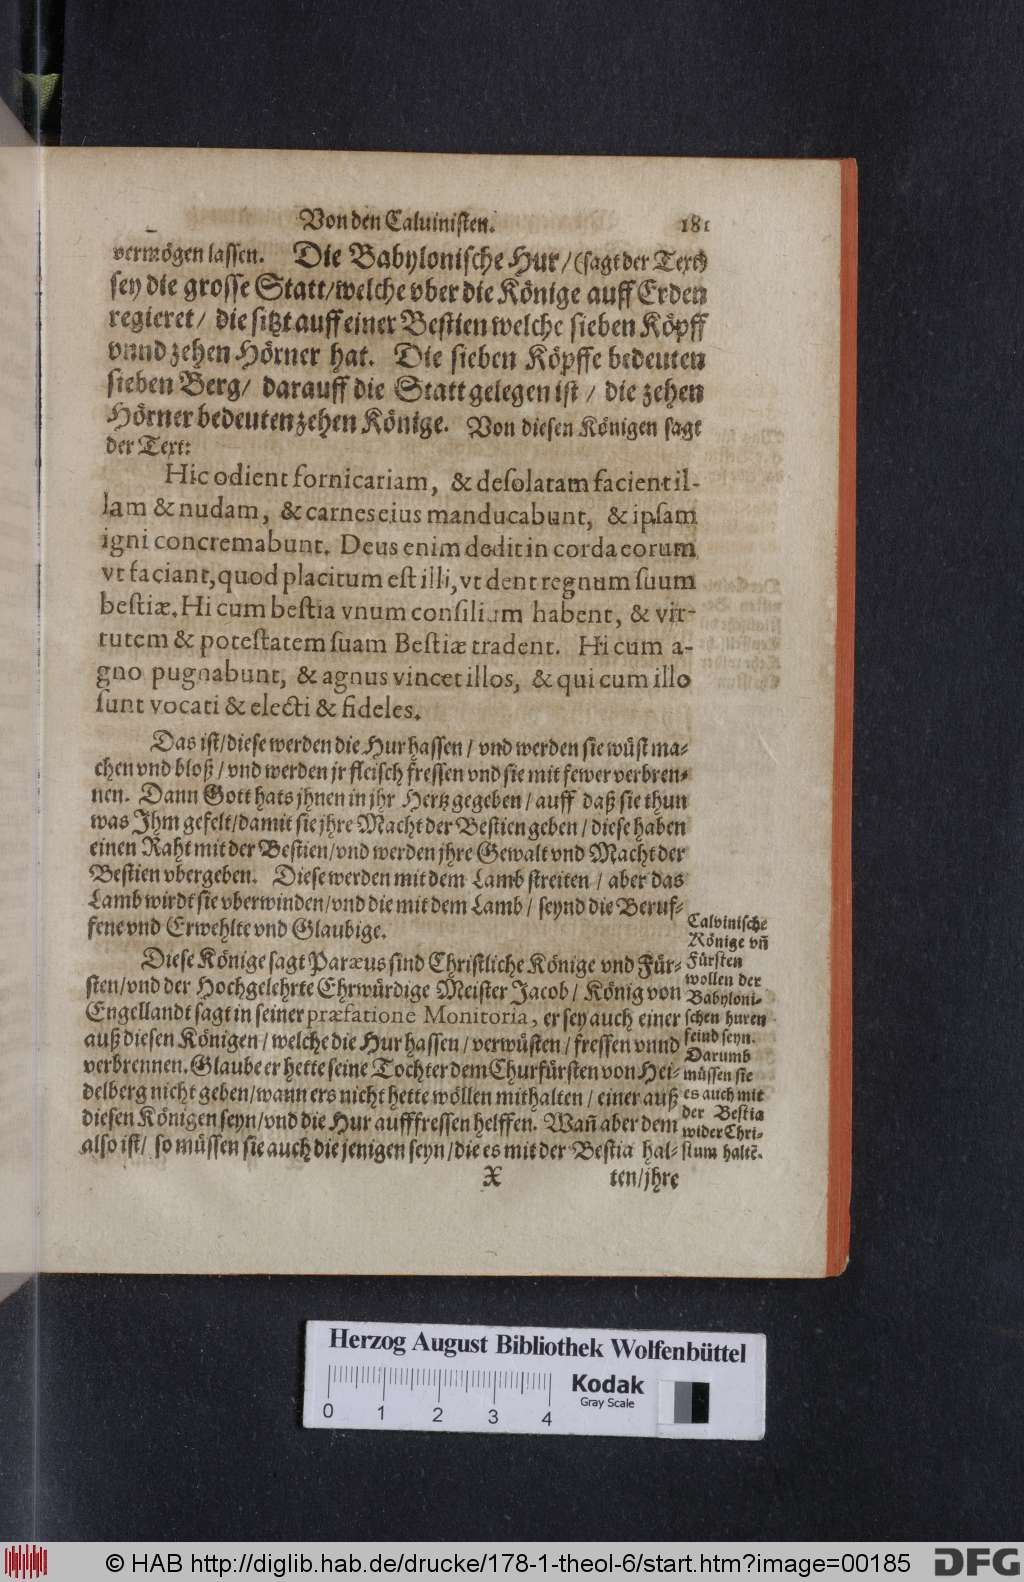 Von den Caluinisten. 181
vermögen lassen. Die Babylonische Hur / (sagt der Text)
sey die grosse Statt / welche vber die Könige auff Erden
regieret / die sitzt auff einer Bestien welche sieben Köpff
vnnd zehen Hörner hat. Die sieben Köpffe bedeuten
sieben Berg / darauff die Statt gelegen ist / die zehen
Hörner bedeuten zehen Könige. Von diesen Königen sagt
der Text:
Hic odient fornicariam, & desolatam facient il-
lam & nudam, & carnes eius manducabunt, & ipsam
igni concremabunt. Deus enim dedit in corda eorum
vt faciant, quod placitum est illi, vt dent regnum suum
bestiæ. Hi cum bestia vnum consilium habent, & vir-
tutem & potestatem suam Bestiæ tradent. Hi cum a-
gno pugnabunt, & agnus vincet illos, & qui cum illo
sunt vocati & electi & fideles.
Das ist / diese werden die Hur hassen / vnd werden sie wüst ma-
chen vnd bloß / vnd werden jr fleisch fressen vnd sie mit fewer verbren-
nen. Dann Gott hats jhnen in jhr Hertz gegeben / auff daß sie thun
was Ihm gefelt / damit sie jhre Macht der Bestien geben / diese haben
einen Raht mit der Bestien / vnd werden jhre Gewalt vnd Macht der
Bestien vbergeben. Diese werden mit dem Lamb streiten / aber das
Lamb wirdt sie vberwinden / vnd die mit dem Lamb / seynd die Beruf-
fene vnd Erwehlte vnd Glaubige.
Diese Könige sagt Paræus sind Christliche Könige vnd Für-
sten / vnd der Hochgelehrte Ehrwürdige Meister Jacob / König von
Engellandt sagt in seiner præfatione Monitoria, er sey auch einer
auß diesen Königen / welche die Hur hassen / verwüsten / fressen vnnd
verbrennen. Glaube er hette seine Tochter dem Churfürsten von Hei-
delberg nicht geben / wann ers nicht hette wöllen mithalten / einer auß
diesen Königen seyn / vnd die Hur aufffressen helffen. Wañ aber dem
also ist / so müssen sie auch die jenigen seyn / die es mit der Bestia hal-
X ten / jhre
Calvinische
Könige vñ
Fürsten
wollen der
Babyloni-
schen huren
feind seyn.
Darumb
müssen sie
es auch mit
der Bestia
wider Chri-
stum haltẽ.
Herzog August Bibliothek Wolfenbüttel
0 1 2 3 4
Kodak
Gray Scale
© HAB http://diglib.hab.de/drucke/178-1-theol-6/start.htm?image=00185
DFG